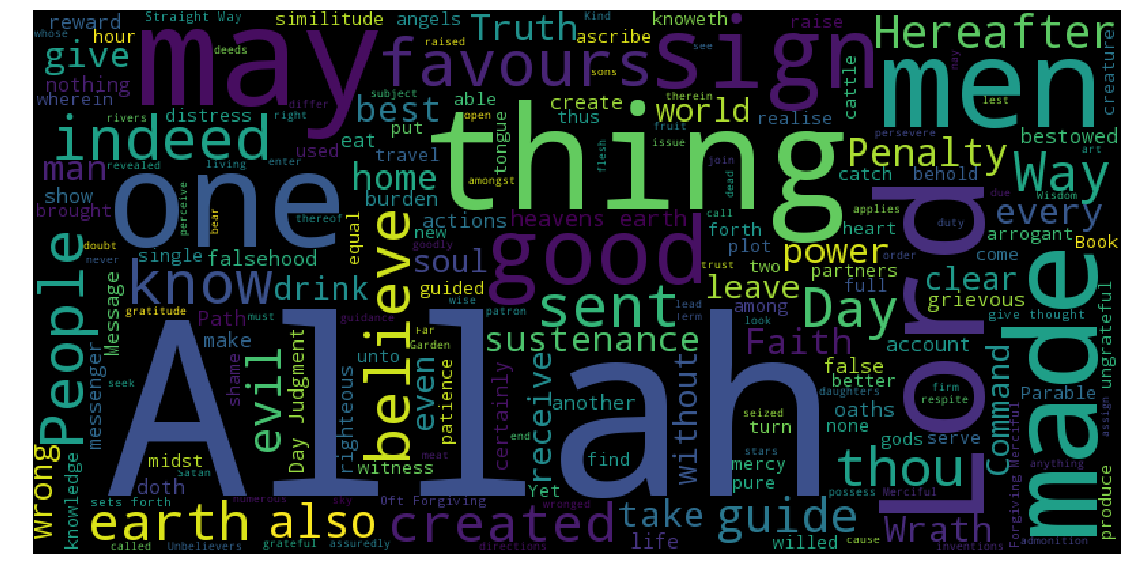 Straight Way
similitude
angels
Truth
knoweth
raise
Kind
Hereafter
whose
reward
hour
deeds
raised
see
ascribe
may
favours
sign
men
give
nothing
wherein
differ
subject
sons
therein
lest
creature
cattle
rivers
distress
right
best
able
create
world
realise
bestowed
indeed
open
put
thus
fruit
persevere
art
man
revealed
living
enter
used
eat
tongue
travel
thing
issue
flesh
join
Penalty
catch
behold
Way
show
brought
one
home
burden
amongst
dead
due
Wisdom
perceive
bear
thereof
actions
heavens earth
call
applies
duty
every
arrogant
Book
People
doubt
never
single
falsehood
equal
new
goodly
forth
plot
heart
power
partners
order
come
know
drink
believe
soul
good
trust
two
full
clear
grievous
Message
gratitude
wise
guided
patron
sent
lead
term
among
leave
Day
Lord
give thought
made
Path
must
guidance
Far
Garden
sustenance
look
Faith
account
ungrateful
messenger
make
unto
seek
shame
evil
Day Judgment
righteous
even
patience
certainly
receive
another
without
false
better
daughters
firm
respite
Command
Parable
assign
Allah
witness
end
meat
Yet
find
seized
turn
oaths
none
gods
serve
wrong
knowledge
midst
doth
Satan
stars
mercy
pure
thou
possess
Merciful
anything
sets forth
numerous
sky
Oft Forgiving
wronged
Forgiving Merciful
produce
earth
also
created
take
guide
Wrath
called
Unbelievers
grateful
assuredly
directions
life
willed
cause
inventions
admonition
may